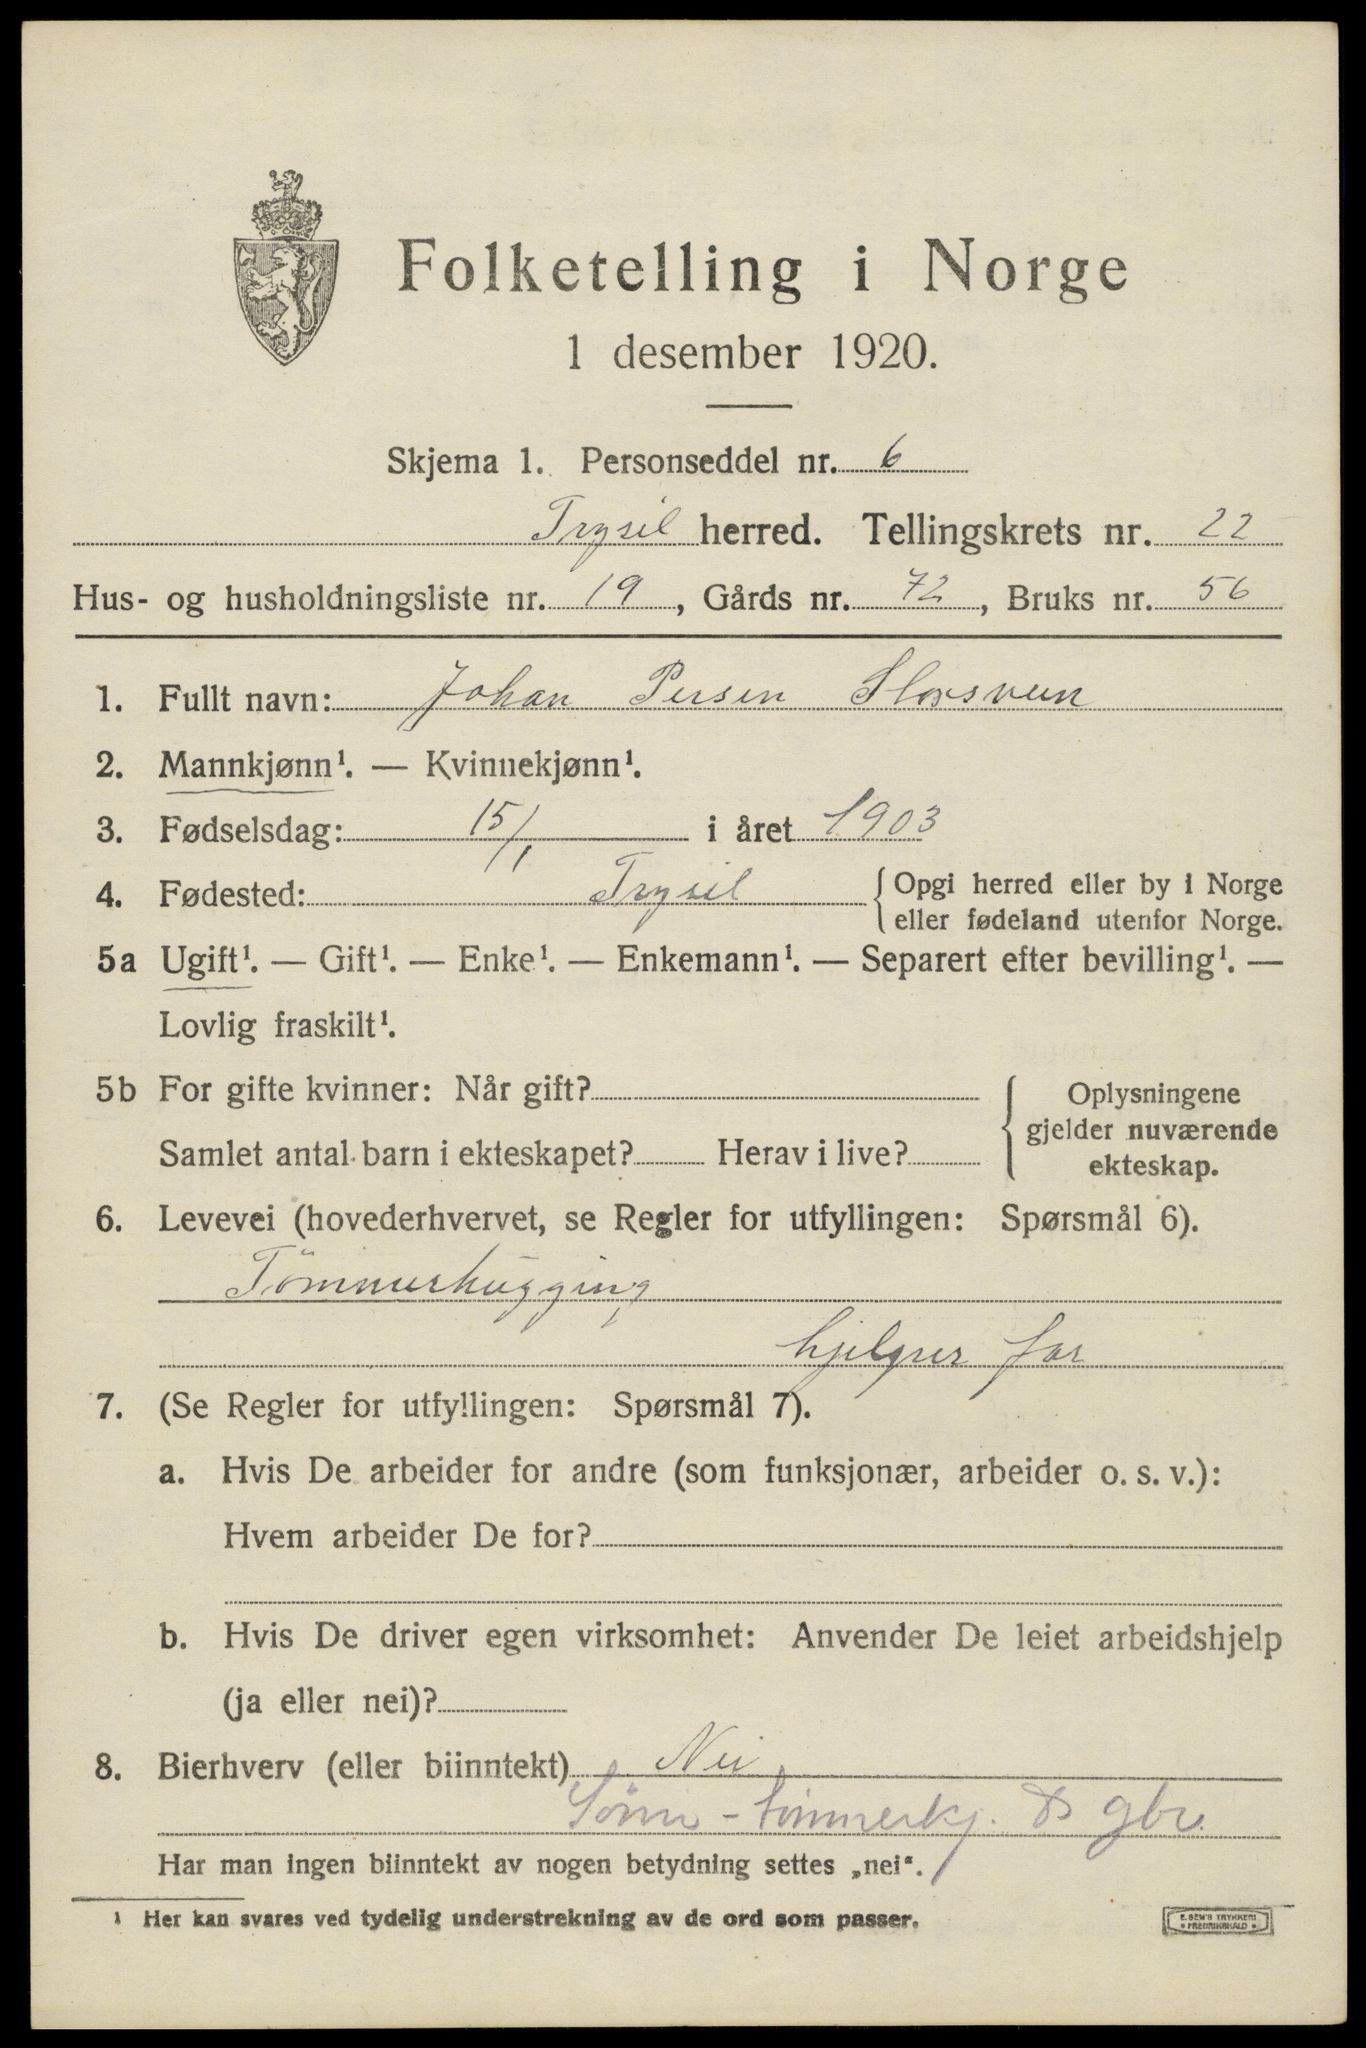 Folketelling i Norge
1 desember 1920.
Skjema 1. Personseddel nr. 6
Trysil herred. Tellingskrets nr. 22
Hus- og husholdningsliste nr. 19, Gårds nr. 72, Bruks nr. 56
1. Fullt navn: Johan Persen
2. Mannkjønn¹. — Kvinnekjønn¹.
3. Fødselsdag: 15/1 i året 1903
4. Fødested: Trysil { Opgi herred eller by i Norge
eller fødeland utenfor Norge.
5a Ugift¹. — Gift¹. — Enke¹. — Enkemann¹. — Separert efter bevilling¹. —
Lovlig fraskilt¹.
5b For gifte kvinner: Når gift?
Samlet antal barn i ekteskapet? Herav i live?
{ Oplysningene
gjelder nuværende
ekteskap.
6. Levevei (hovederhvervet, se Regler for utfyllingen: Spørsmål 6).
Tömmerhugging
hjelper far
7. (Se Regler for utfyllingen: Spørsmål 7).
a. Hvis De arbeider for andre (som funksjonær, arbeider o. s. v.):
Hvem arbeider De for?
b. Hvis De driver egen virksomhet: Anvender De leiet arbeidshjelp
(ja eller nei)?
8. Bierhverv (eller biinntekt) Nei
gbr.
Har man ingen biinntekt av nogen betydning settes „nei“.
¹ Her kan svares ved tydelig understrekning av de ord som passer.
E. SEM'S TRYKKERI
• FREDRIKSHALD •